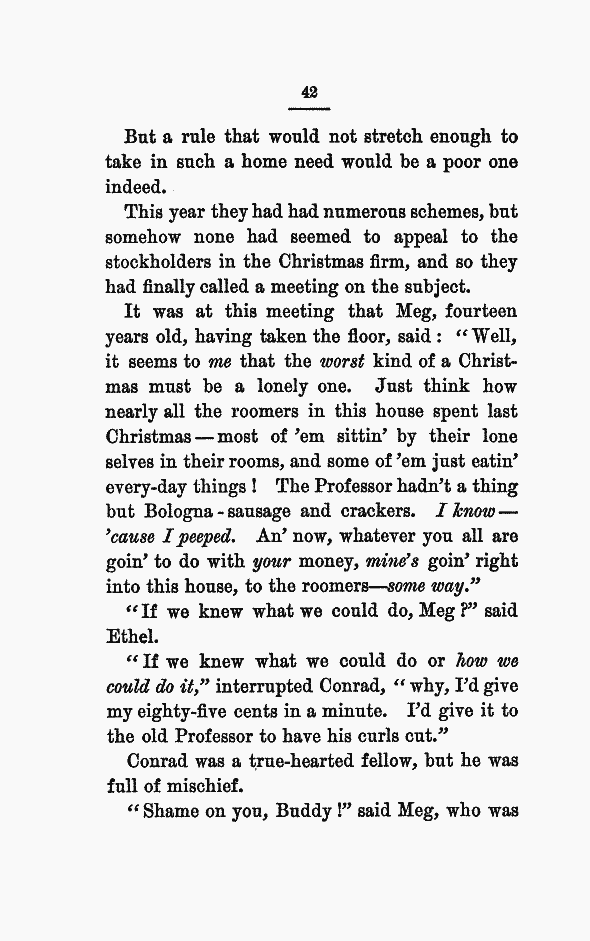 42
But a rule that would not stretch enough to
take in such a home need would be a poor one
indeed.
This year they had had numerous schemes, but
somehow none had seemed to appeal to the
stockholders in the Christmas firm, and so they
had finally called a meeting on the subject.
It was at this meeting that Meg, fourteen
years old, having taken the floor, said: “Well,
it seems to me that the worst kind of a Christ-
mas must be a lonely one. Just think how
nearly all the roomers in this house spent last
Christmas—most of ’em sittin’ by their lone
selves in their rooms, and some of ’em just eatin’
every-day things! The Professor hadn’t a thing
but Bologna-sausage and crackers. I know—
’cause I peeped. An’ now, whatever you all are
goin’ to do with your money, mine’s goin’ right
into this house, to the roomers—some way.”
“If we knew what we could do, Meg?” said
Ethel.
“If we knew what we could do or how we
could do it,” interrupted Conrad, “why, I’d give
my eighty-five cents in a minute. I’d give it to
the old Professor to have his curls cut.”
Conrad was a true-hearted fellow, but he was
full of mischief.
“Shame on you, Buddy!” said Meg, who was